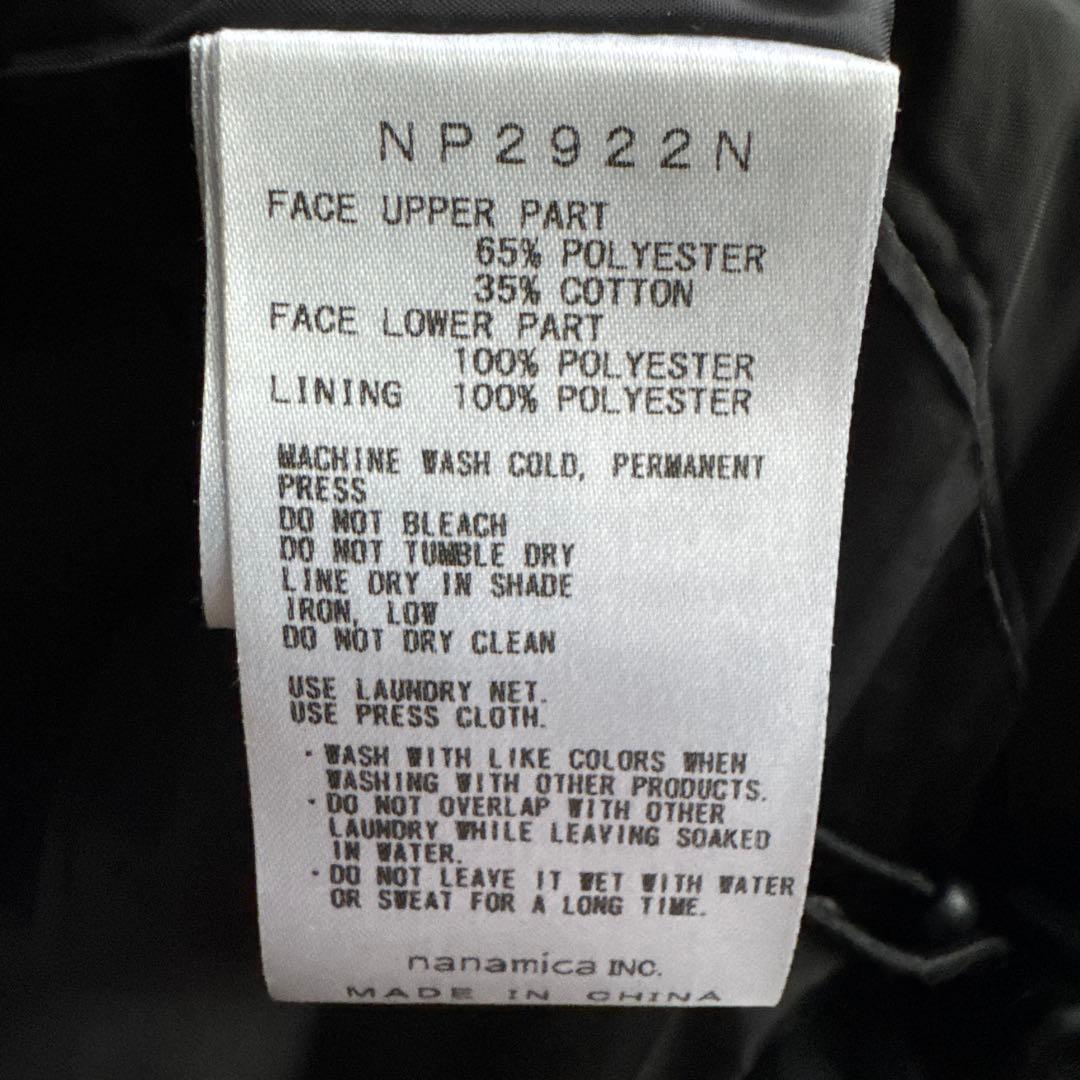 NP2922N
FACE UPPER PART
65% POLYESTER
35% COTTON
FACE LOWER PART
100% POLYESTER
LINING 100% POLYESTER
MACHINE WASH COLD, PERMANENT
PRESS
DO NOT BLEACH
DO NOT TUMBLE DRY
LINE DRY IN SHADE
IRON, LOW
DO NOT DRY CLEAN
USE LAUNDRY NET.
USE PRESS CLOTH.
・WASH WITH LIKE COLORS WHEN
WASHING WITH OTHER PRODUCTS.
・DO NOT OVERLAP WITH OTHER
LAUNDRY WHILE LEAVING SOAKED
IN WATER.
・DO NOT LEAVE IT WET WITH WATER
OR SWEAT FOR A LONG TIME.
nanamica INC.
MADE IN CHINA